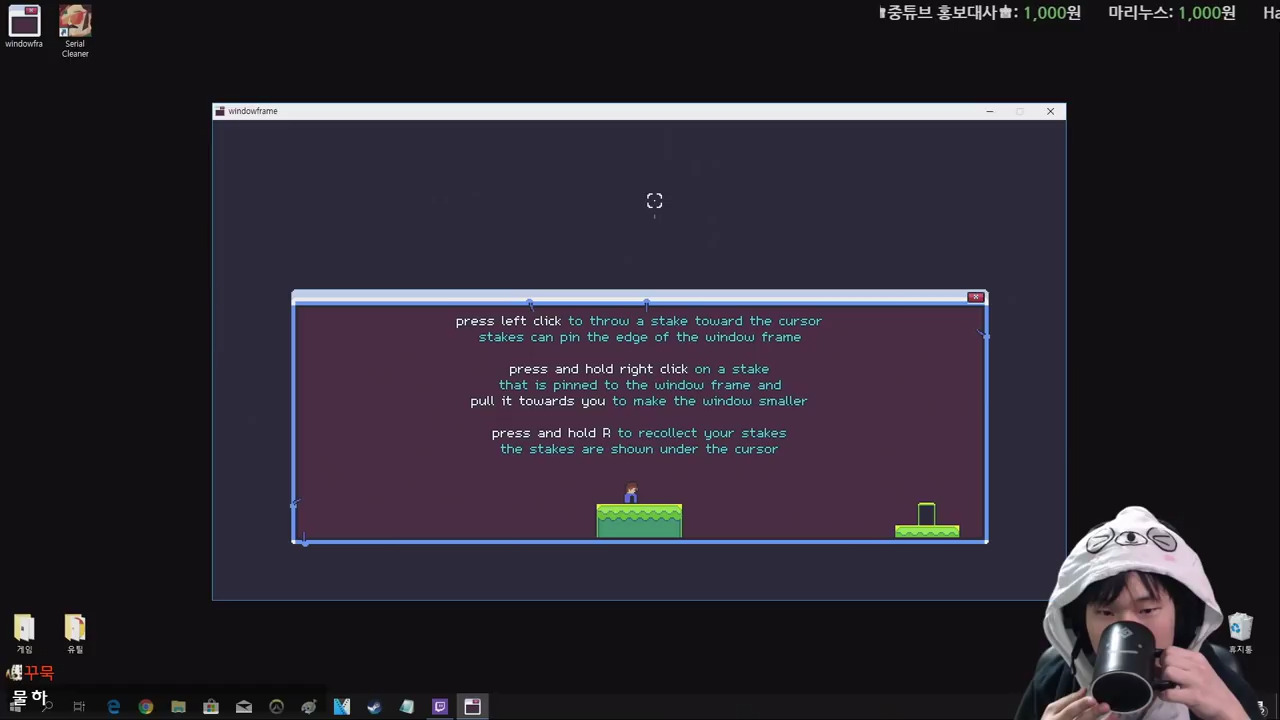 중튜브 홍보대사: 1,000원 마리누스: 1,000원 Ha
windowfra
Serial
Cleaner
windowframe
press left click to throw a stake toward the cursor
stakes can pin the edge of the window frame
press and hold right click on a stake
that is pinned to the window frame and
pull it towards you to make the window smaller
press and hold R to recollect your stakes
the stakes are shown under the cursor
게임
유틸
휴지통
꾸묵
물 하